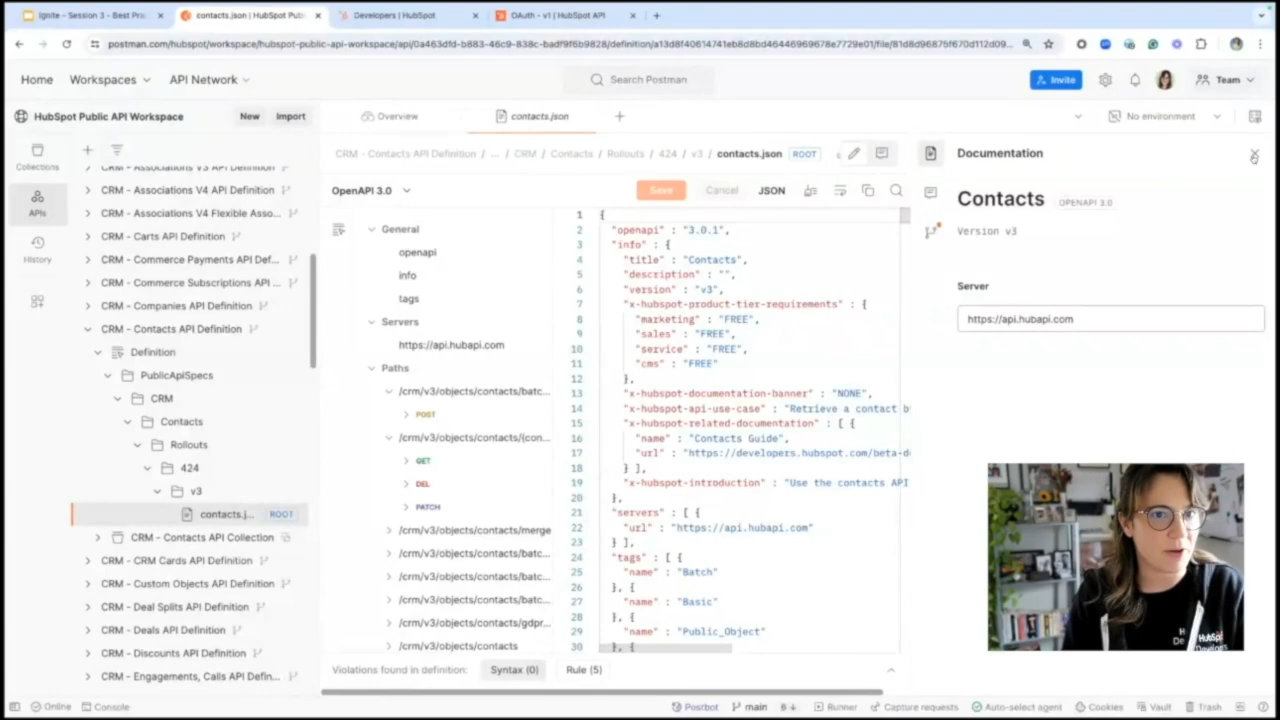 Ignite - Session 3 - Best Pra
contacts.json | HubSpot Pub
Developers | HubSpot
OAuth - v1 | HubSpot API
postman.com/hubspot/workspace/hubspot-public-api-workspace/api/
Home
Workspaces
API Network
Search Postman
Invite
Team
HubSpot Public API Workspace
New
Import
Overview
contacts.json
No environment
Collections
APIs
History
CRM - Associations V3 API Definition
CRM - Associations V4 API Definition
CRM - Associations V4 Flexible Asso...
CRM - Carts API Definition
CRM - Commerce Payments API Def...
CRM - Commerce Subscriptions API ...
CRM - Companies API Definition
CRM - Contacts API Definition
Definition
PublicApiSpecs
CRM
Contacts
Rollouts
424
v3
contacts.j... ROOT
CRM - Contacts API Collection
CRM - CRM Cards API Definition
CRM - Custom Objects API Definition
CRM - Deal Splits API Definition
CRM - Deals API Definition
CRM - Discounts API Definition
CRM - Engagements, Calls API Defin...
CRM - Contacts API Definition / ... / CRM / Contacts / Rollouts / 424 / v3 / contacts.json ROOT
OpenAPI 3.0
Save
Cancel
JSON
General
openapi
info
tags
Servers
https://api.hubapi.com
Paths
/crm/v3/objects/contacts/batc...
POST
/crm/v3/objects/contacts/{con...
GET
DEL
PATCH
/crm/v3/objects/contacts/merge
/crm/v3/objects/contacts/batc...
/crm/v3/objects/contacts/batc...
/crm/v3/objects/contacts/batc...
/crm/v3/objects/contacts/gdpr...
/crm/v3/objects/contacts
1 {
2 "openapi" : "3.0.1",
3 "info" : {
4 "title" : "Contacts",
5 "description" : "",
6 "version" : "v3",
7 "x-hubspot-product-tier-requirements" : {
8 "marketing" : "FREE",
9 "sales" : "FREE",
10 "service" : "FREE",
11 "cms" : "FREE"
12 },
13 "x-hubspot-documentation-banner" : "NONE",
14 "x-hubspot-api-use-case" : "Retrieve a contact b
15 "x-hubspot-related-documentation" : [ {
16 "name" : "Contacts Guide",
17 "url" : "https://developers.hubspot.com/beta-d
18 } ],
19 "x-hubspot-introduction" : "Use the contacts API
20 },
21 "servers" : [ {
22 "url" : "https://api.hubapi.com"
23 } ],
24 "tags" : [ {
25 "name" : "Batch"
26 }, {
27 "name" : "Basic"
28 }, {
29 "name" : "Public_Object"
30 }, {
Violations found in definition:
Syntax (0)
Rule (5)
Documentation
Contacts OPENAPI 3.0
Version v3
Server
https://api.hubapi.com
HubSpot
Online
Console
Postbot
main
8
Runner
Capture requests
Auto-select agent
Cookies
Vault
Trash